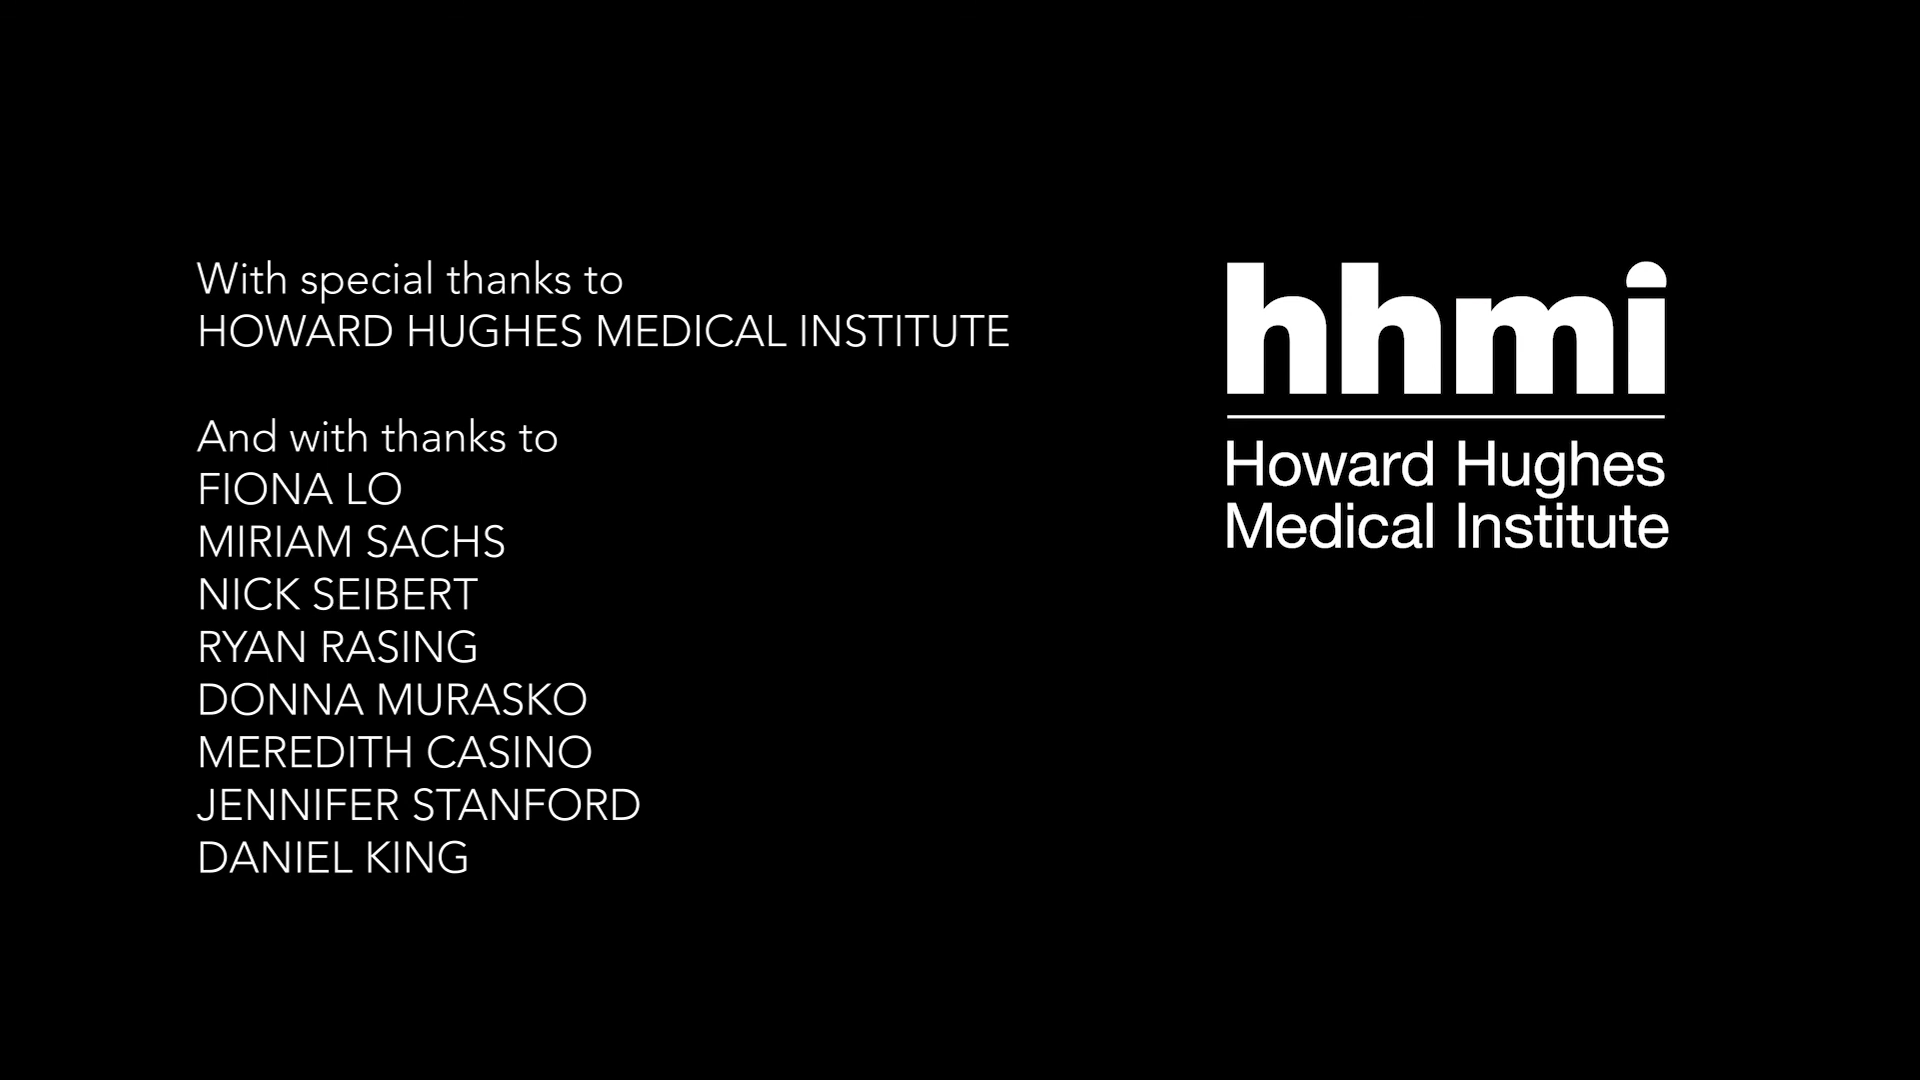 With special thanks to
HOWARD HUGHES MEDICAL INSTITUTE
And with thanks to
FIONA LO
MIRIAM SACHS
NICK SEIBERT
RYAN RASING
DONNA MURASKO
MEREDITH CASINO
JENNIFER STANFORD
DANIEL KING
hhmi
Howard Hughes
Medical Institute